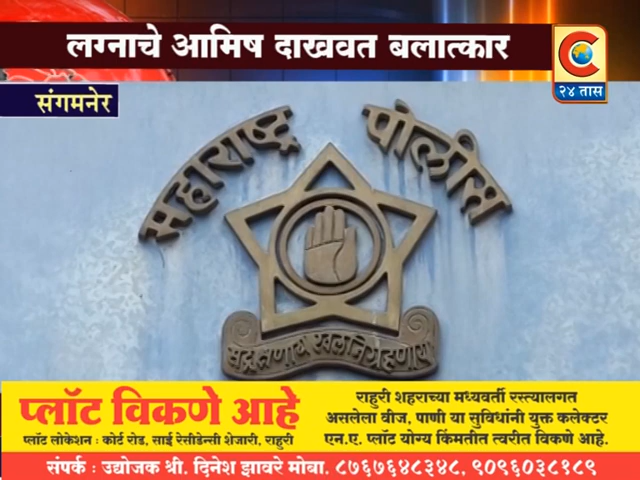 लग्नाचे आमिष दाखवत बलात्कार
C
२४ तास
संगमनेर
महाराष्ट्र पोलीस
सद्रक्षणाय खलनिग्रहणाय
प्लॉट विकणे आहे
प्लॉट लोकेशन : कोर्ट रोड, साई रेसीडेन्सी शेजारी, राहुरी
राहुरी शहराच्या मध्यवर्ती रस्त्यालगत
असलेला वीज, पाणी या सुविधांनी युक्त कलेक्टर
एन.ए. प्लॉट योग्य किंमतीत त्वरीत विकणे आहे.
संपर्क : उद्योजक श्री. दिनेश झावरे मोबा. ८७६७६४८३४८, ९०९६०३८१८९